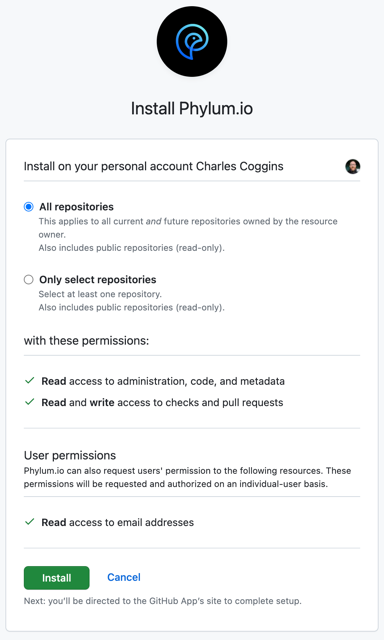 Install Phylum.io
Install on your personal account Charles Coggins
All repositories
This applies to all current and future repositories owned by the resource
owner.
Also includes public repositories (read-only).
Only select repositories
Select at least one repository.
Also includes public repositories (read-only).
with these permissions:
Read access to administration, code, and metadata
Read and write access to checks and pull requests
User permissions
Phylum.io can also request users' permission to the following resources. These
permissions will be requested and authorized on an individual-user basis.
Read access to email addresses
Install Cancel
Next: you'll be directed to the GitHub App's site to complete setup.